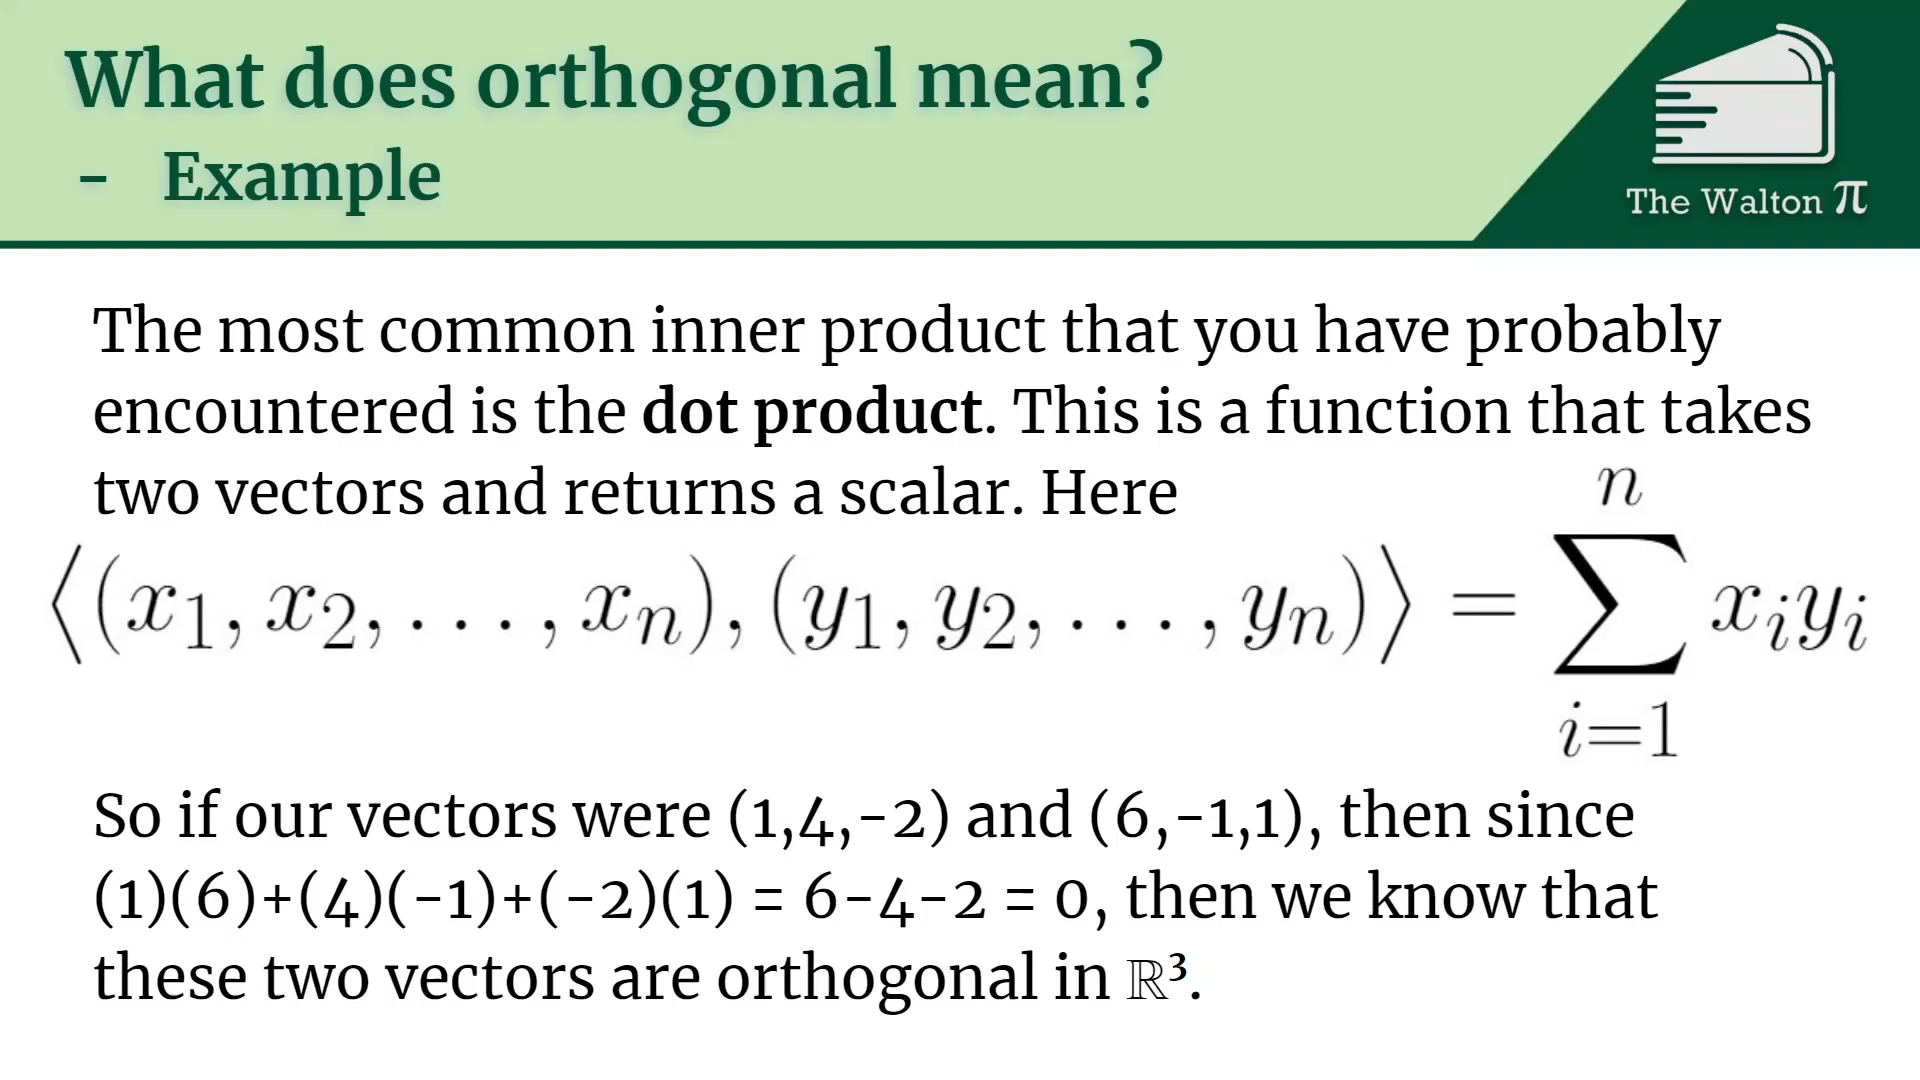 What does orthogonal mean?
- Example
The Walton π
The most common inner product that you have probably
encountered is the dot product. This is a function that takes
two vectors and returns a scalar. Here
⟨(x₁, x₂, . . . , xₙ), (y₁, y₂, . . . , yₙ)⟩ = ∑ⁿᵢ₌₁ xᵢyᵢ
So if our vectors were (1,4,-2) and (6,-1,1), then since
(1)(6)+(4)(-1)+(-2)(1) = 6-4-2 = 0, then we know that
these two vectors are orthogonal in ℝ³.